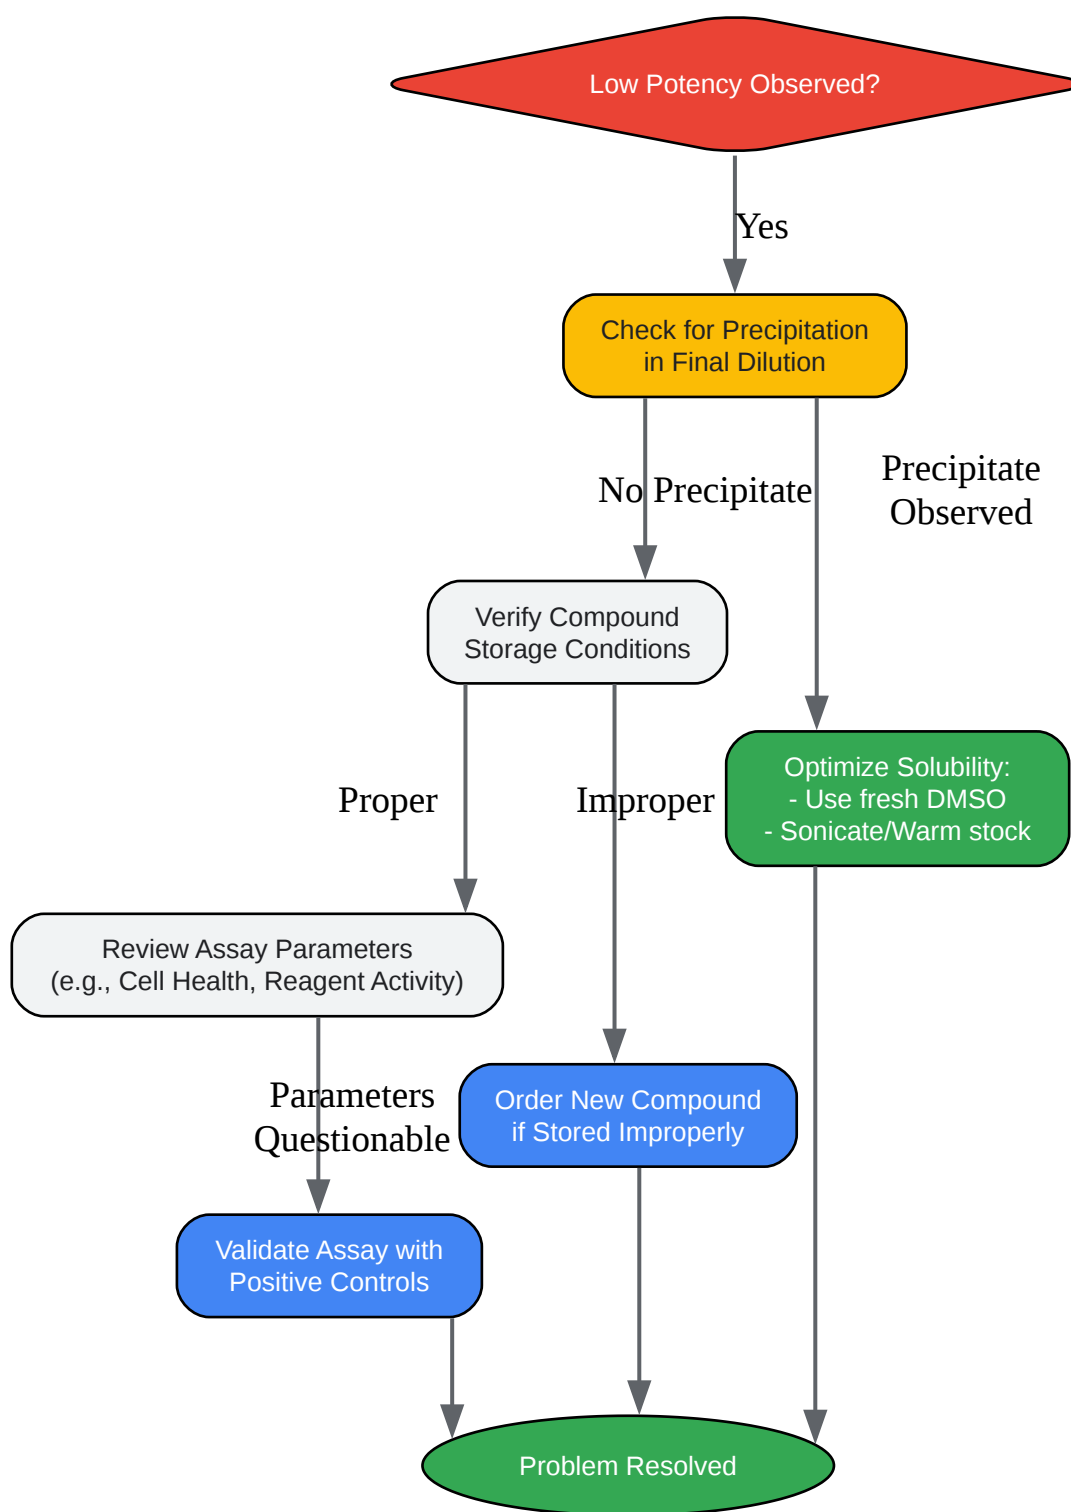 Low Potency Observed?
Yes
Check for Precipitation
in Final Dilution
No Precipitate
Precipitate
Observed
Verify Compound
Storage Conditions
Proper
Improper
Optimize Solubility:
- Use fresh DMSO
- Sonicate/Warm stock
Review Assay Parameters
(e.g., Cell Health, Reagent Activity)
Parameters
Questionable
Order New Compound
if Stored Improperly
Validate Assay with
Positive Controls
Problem Resolved